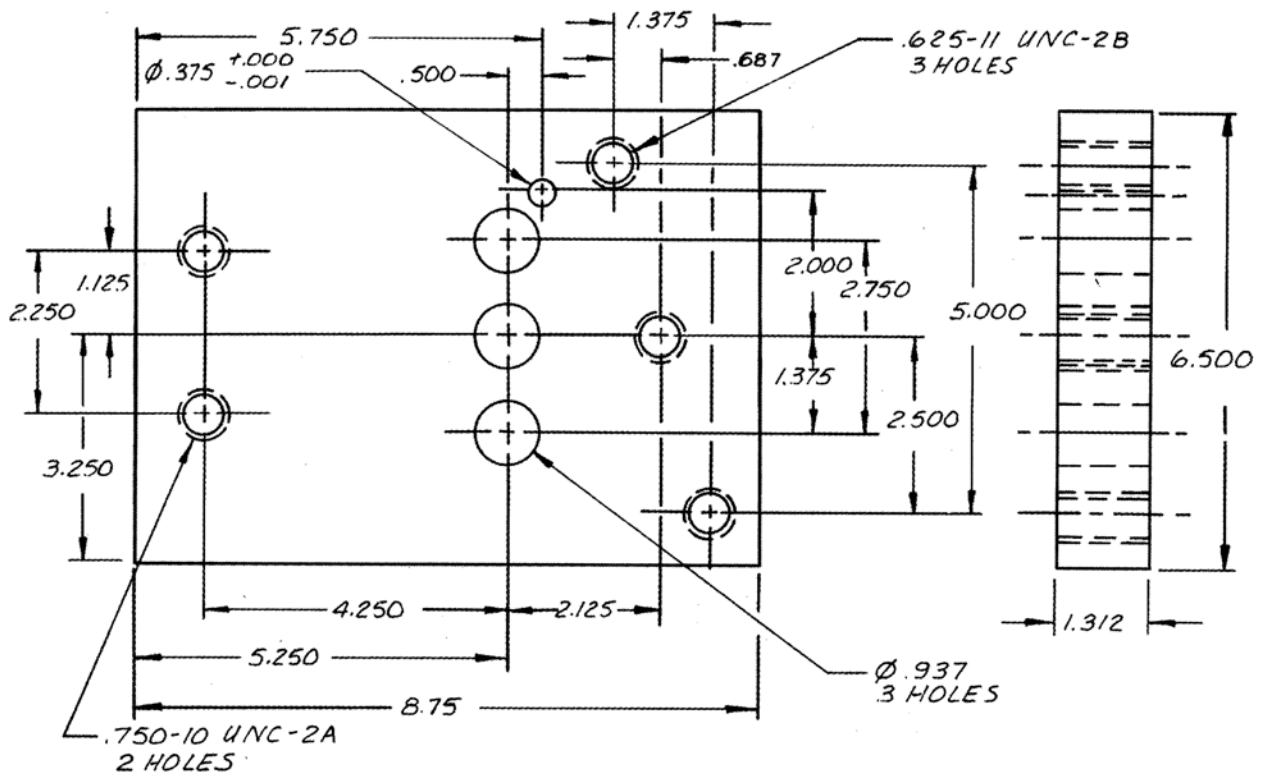 1.375
5.750
.625-11 UNC-2B
3 HOLES
Ø.375 +.000
-.001
.500
.687
1.125
2.250
2.000
2.750
5.000
6.500
1.375
2.500
3.250
4.250
2.125
1.312
5.250
Ø.937
3 HOLES
8.75
.750-10 UNC-2A
2 HOLES